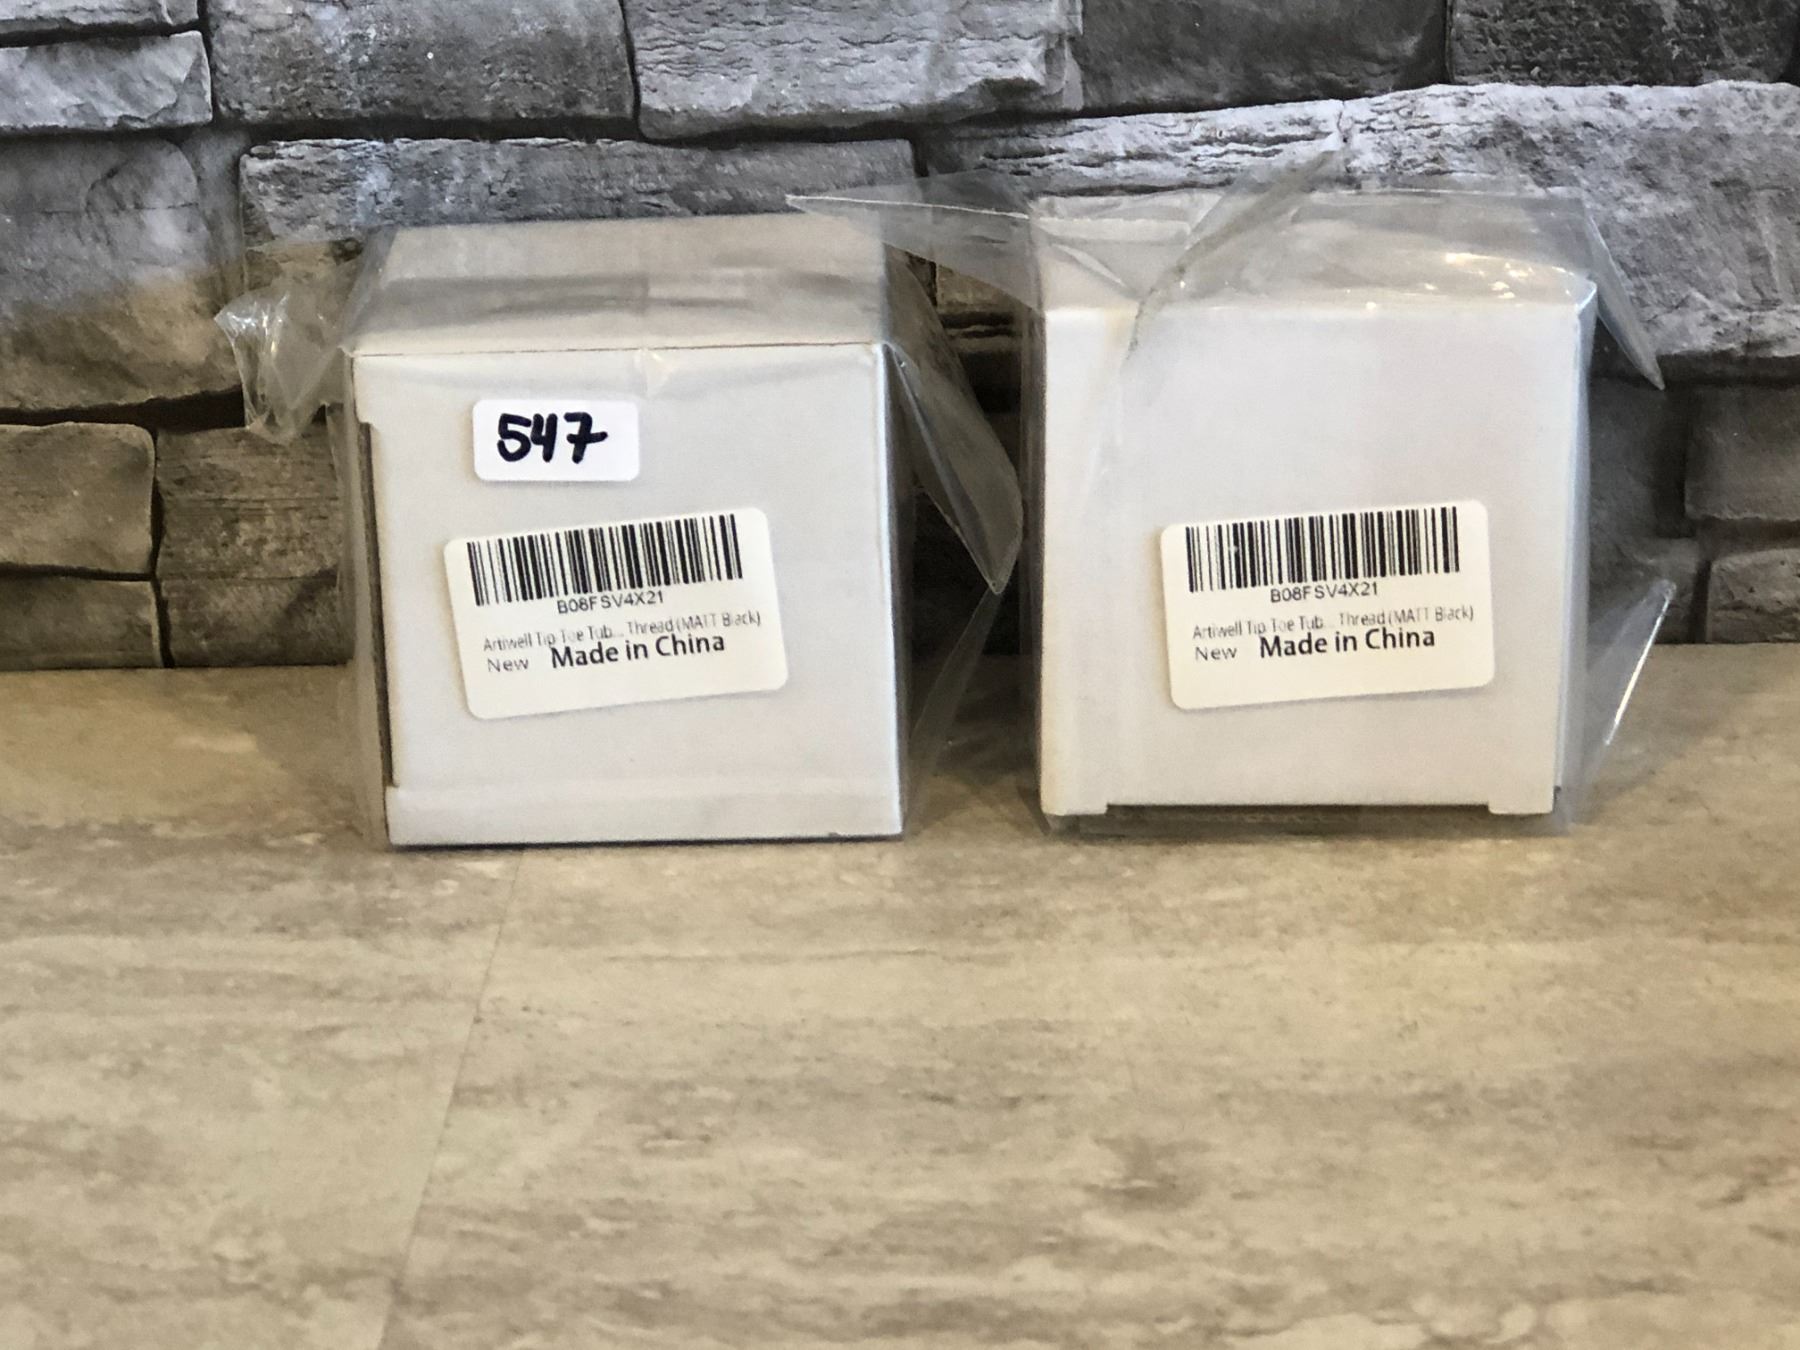 547
B08FSV4X21
Artiwell Tip Toe Tub... Thread (MATT Black)
New Made in China
B08FSV4X21
Artiwell Tip Toe Tub... Thread (MATT Black)
New Made in China